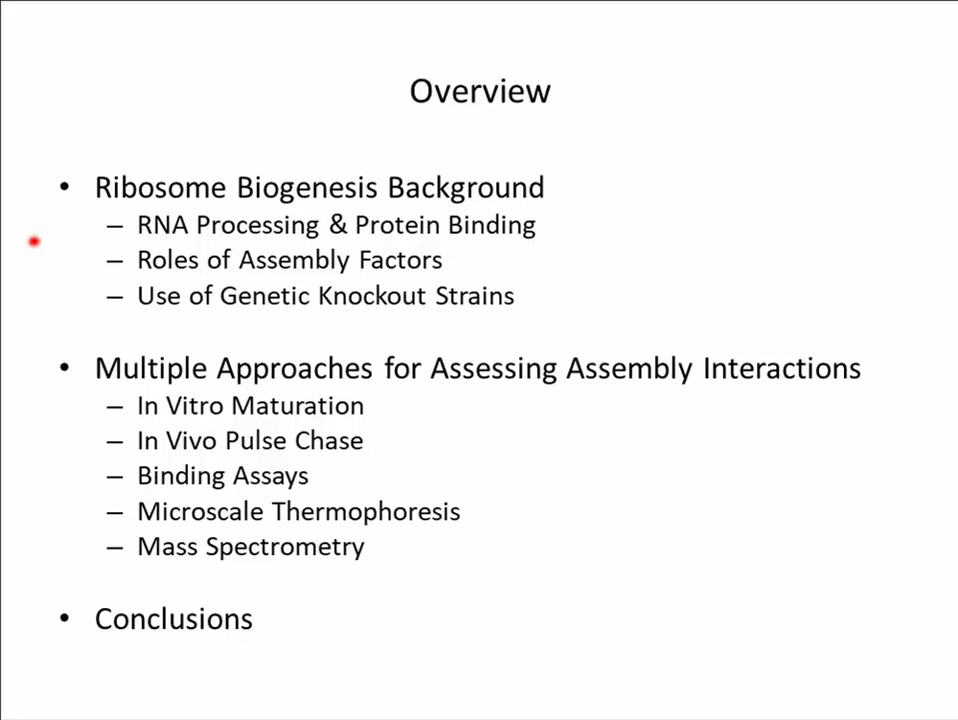 Overview
• Ribosome Biogenesis Background
– RNA Processing & Protein Binding
– Roles of Assembly Factors
– Use of Genetic Knockout Strains
• Multiple Approaches for Assessing Assembly Interactions
– In Vitro Maturation
– In Vivo Pulse Chase
– Binding Assays
– Microscale Thermophoresis
– Mass Spectrometry
• Conclusions